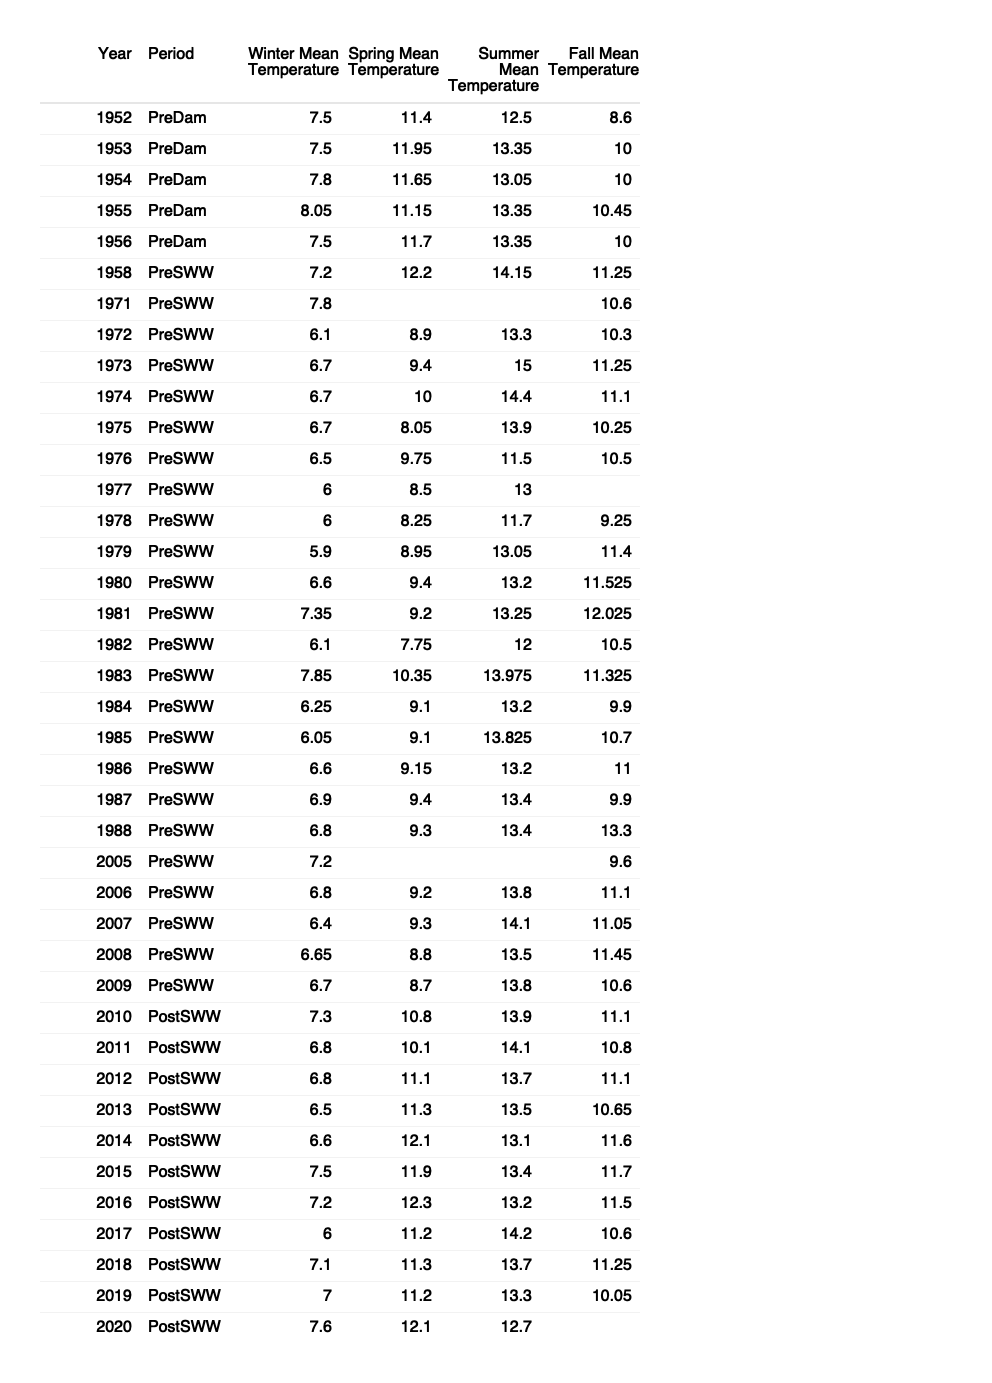 Year Period Winter Mean Temperature Spring Mean Temperature Summer Mean Temperature Fall Mean Temperature
1952 PreDam 7.5 11.4 12.5 8.6
1953 PreDam 7.5 11.95 13.35 10
1954 PreDam 7.8 11.65 13.05 10
1955 PreDam 8.05 11.15 13.35 10.45
1956 PreDam 7.5 11.7 13.35 10
1958 PreSWW 7.2 12.2 14.15 11.25
1971 PreSWW 7.8 10.6
1972 PreSWW 6.1 8.9 13.3 10.3
1973 PreSWW 6.7 9.4 15 11.25
1974 PreSWW 6.7 10 14.4 11.1
1975 PreSWW 6.7 8.05 13.9 10.25
1976 PreSWW 6.5 9.75 11.5 10.5
1977 PreSWW 6 8.5 13
1978 PreSWW 6 8.25 11.7 9.25
1979 PreSWW 5.9 8.95 13.05 11.4
1980 PreSWW 6.6 9.4 13.2 11.525
1981 PreSWW 7.35 9.2 13.25 12.025
1982 PreSWW 6.1 7.75 12 10.5
1983 PreSWW 7.85 10.35 13.975 11.325
1984 PreSWW 6.25 9.1 13.2 9.9
1985 PreSWW 6.05 9.1 13.825 10.7
1986 PreSWW 6.6 9.15 13.2 11
1987 PreSWW 6.9 9.4 13.4 9.9
1988 PreSWW 6.8 9.3 13.4 13.3
2005 PreSWW 7.2 9.6
2006 PreSWW 6.8 9.2 13.8 11.1
2007 PreSWW 6.4 9.3 14.1 11.05
2008 PreSWW 6.65 8.8 13.5 11.45
2009 PreSWW 6.7 8.7 13.8 10.6
2010 PostSWW 7.3 10.8 13.9 11.1
2011 PostSWW 6.8 10.1 14.1 10.8
2012 PostSWW 6.8 11.1 13.7 11.1
2013 PostSWW 6.5 11.3 13.5 10.65
2014 PostSWW 6.6 12.1 13.1 11.6
2015 PostSWW 7.5 11.9 13.4 11.7
2016 PostSWW 7.2 12.3 13.2 11.5
2017 PostSWW 6 11.2 14.2 10.6
2018 PostSWW 7.1 11.3 13.7 11.25
2019 PostSWW 7 11.2 13.3 10.05
2020 PostSWW 7.6 12.1 12.7